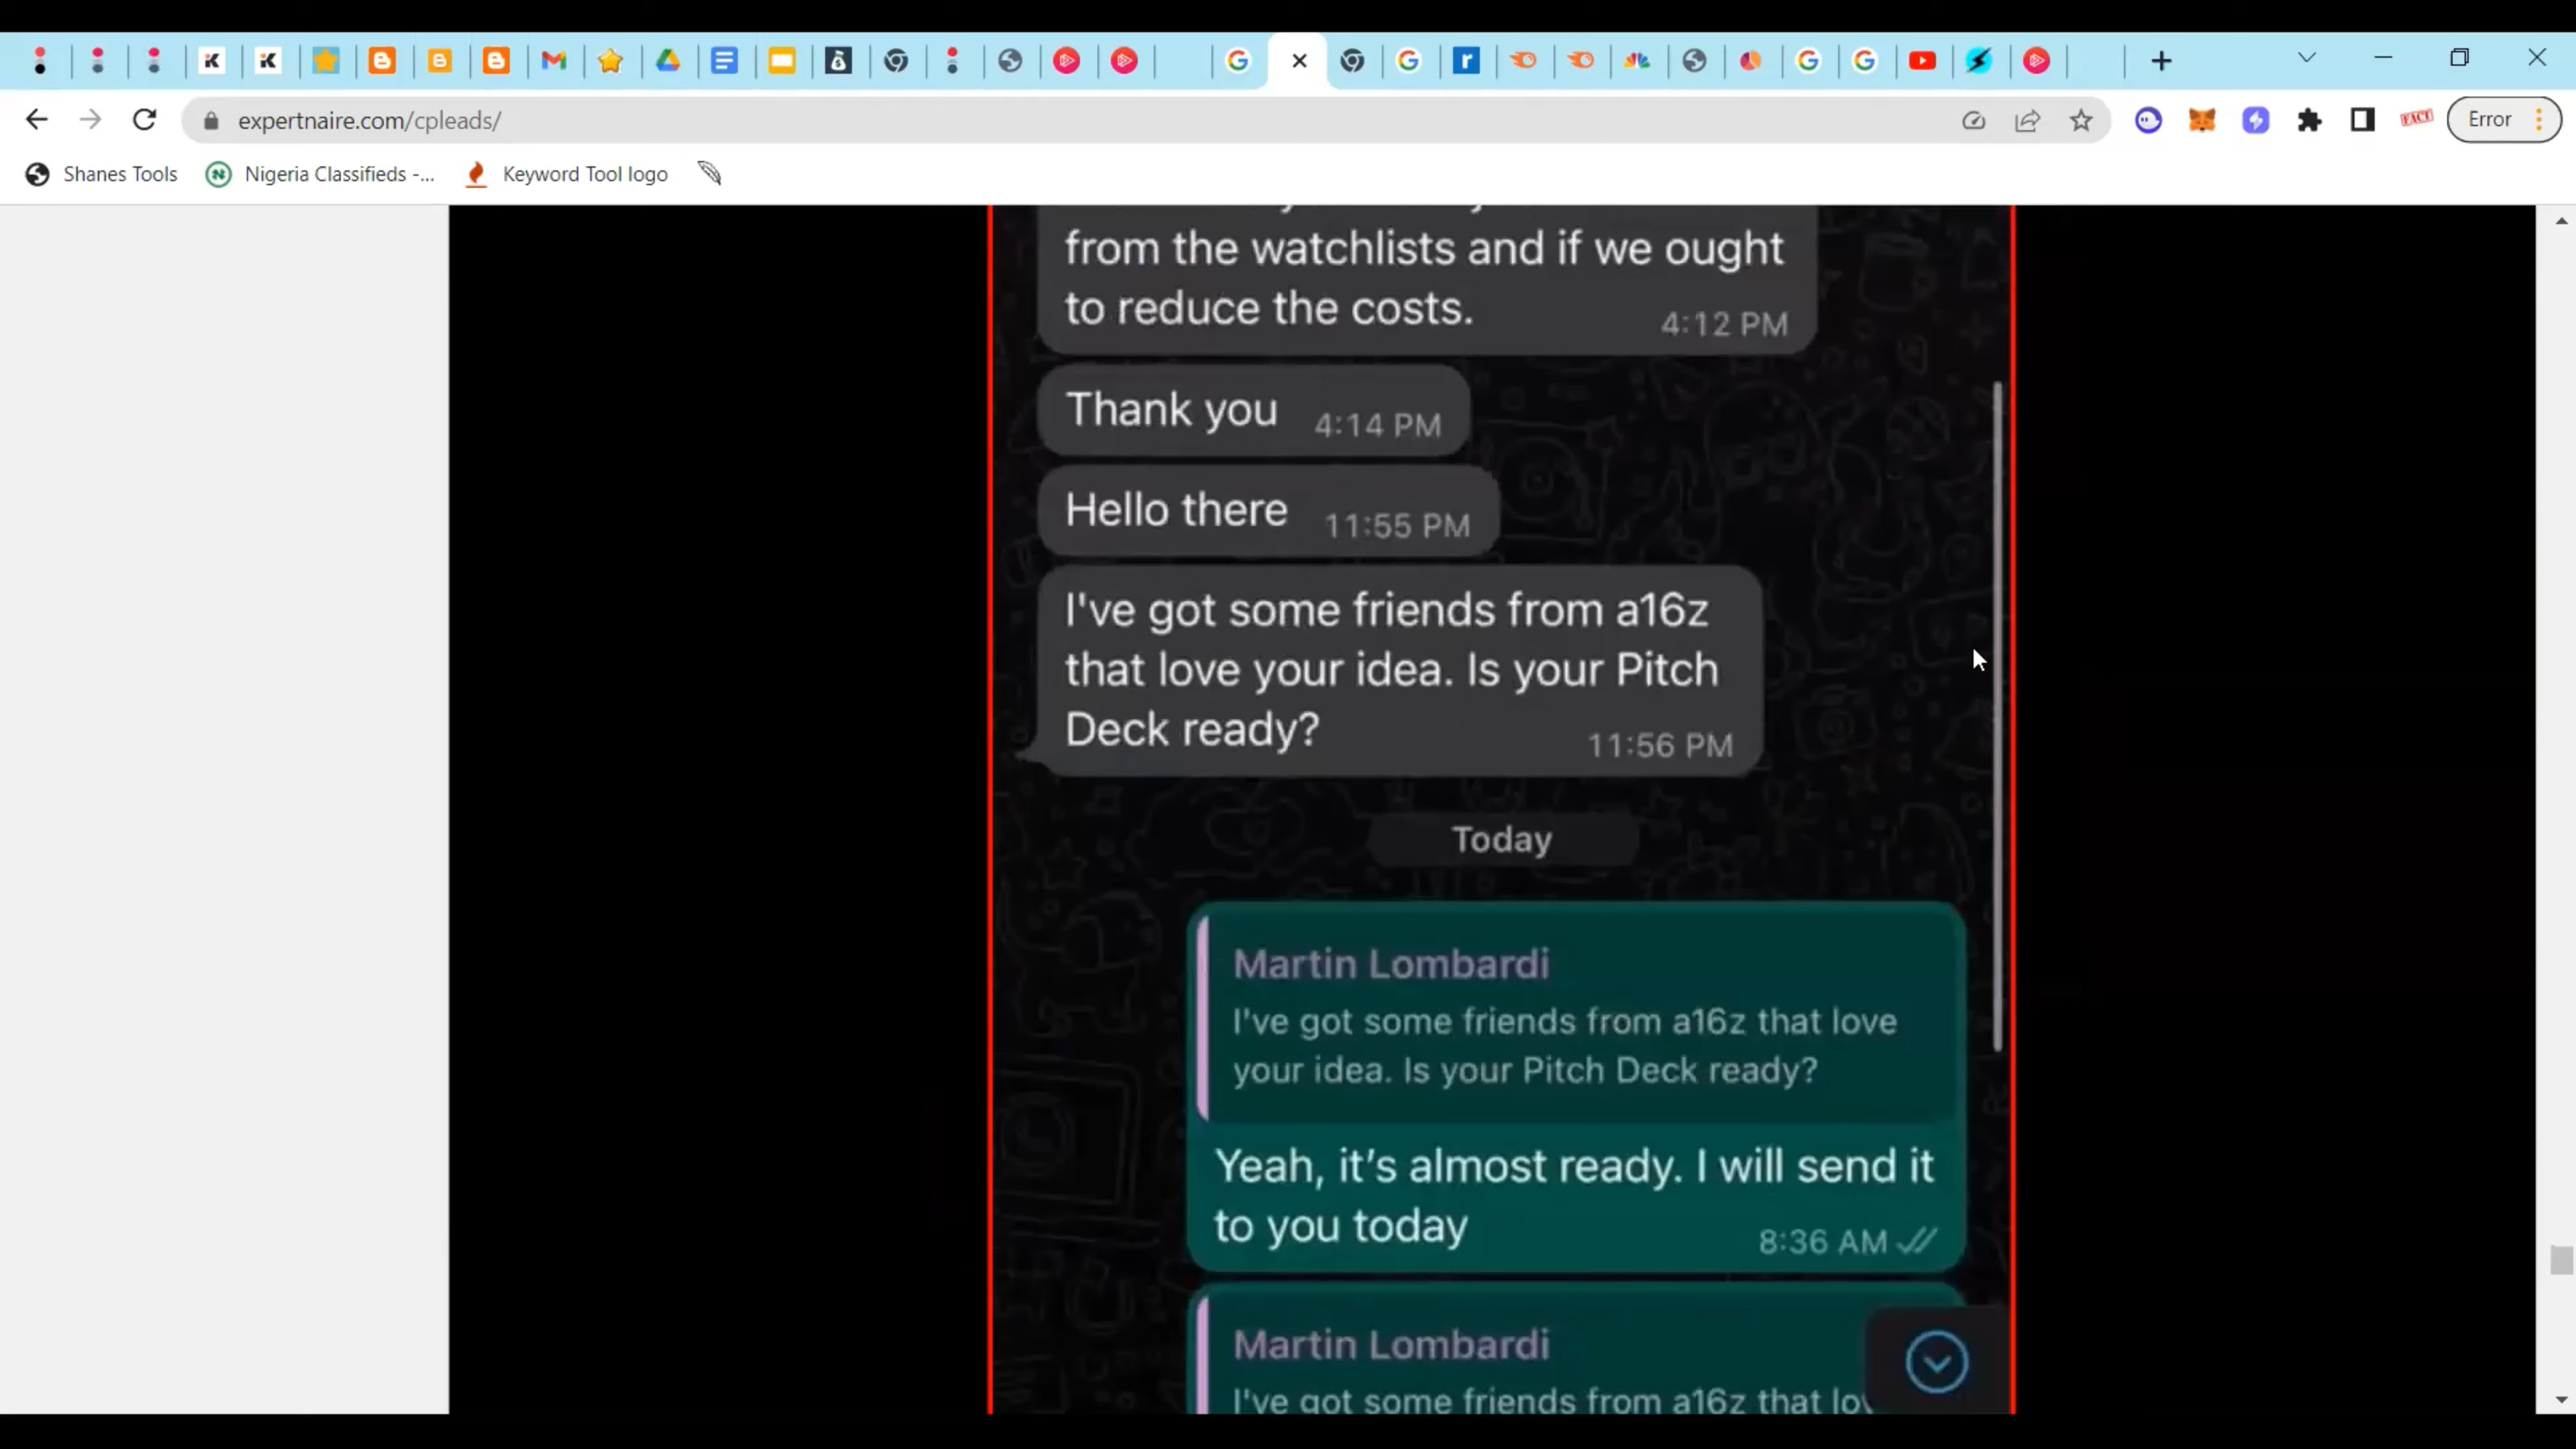 Error
expertnaire.com/cpleads/
FACT
Shanes Tools
Nigeria Classifieds -...
Keyword Tool logo
from the watchlists and if we ought
to reduce the costs.
4:12 PM
Thank you
4:14 PM
Hello there
11:55 PM
I've got some friends from a16z
that love your idea. Is your Pitch
Deck ready?
11:56 PM
Today
Martin Lombardi
I've got some friends from a16z that love
your idea. Is your Pitch Deck ready?
Yeah, it's almost ready. I will send it
to you today
8:36 AM
Martin Lombardi
I've got some friends from a16z that